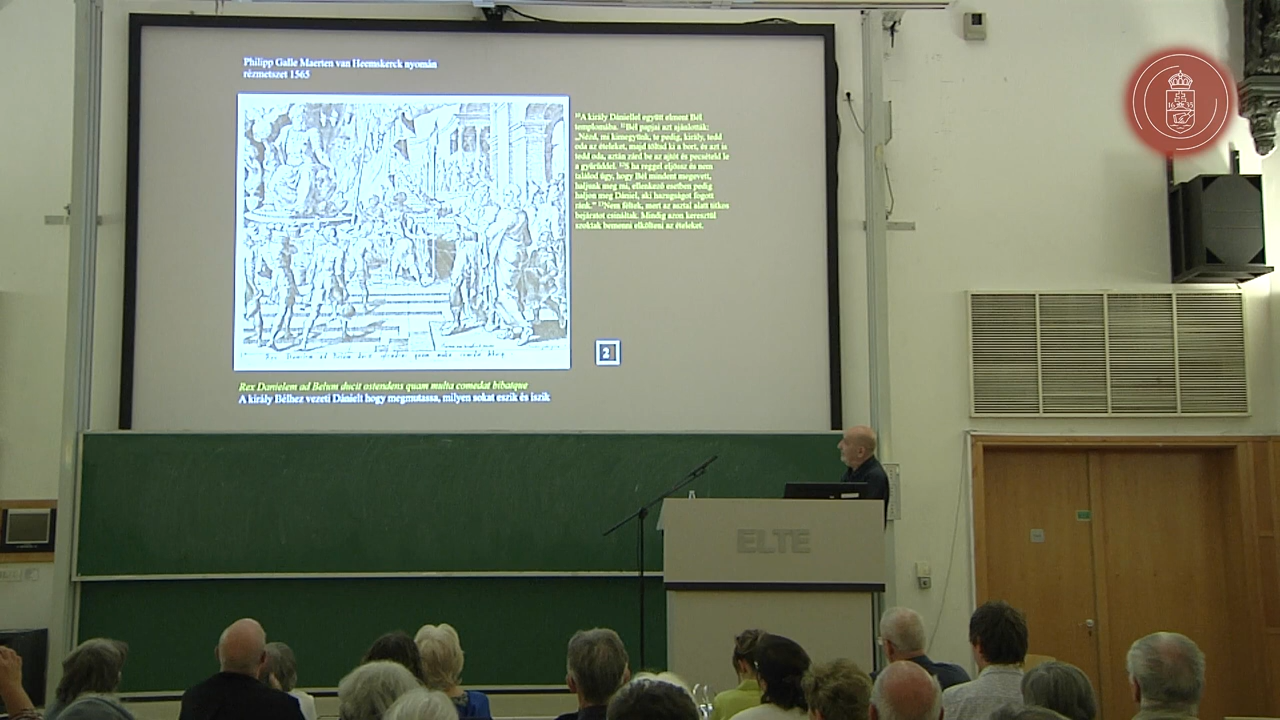 Philipp Galle Maerten van Heemskerck nyomán
rézmetszet 1565
¹⁰A király Dániellel együtt elment Bél
templomába. ¹¹Bél papjai azt ajánlották:
„Nézd, mi kimegyünk, te pedig, király, tedd
oda az ételeket, majd töltsd ki a bort, és azt is
tedd oda, aztán zárd be az ajtót és pecsételd le
a gyűrűddel. ¹²S ha reggel eljössz és nem
találod úgy, hogy Bél mindent megevett,
haljunk meg mi, ellenkező esetben pedig
haljon meg Dániel, aki hazugságot fogott
ránk.” ¹³Nem féltek, mert az asztal alatt titkos
bejáratot csináltak. Mindig azon keresztül
szoktak bemenni elkölteni az ételeket.
2
Rex Danielem ad Belum ducit ostendens quam multa comedat bibatque
A király Bélhez vezeti Dánielt hogy megmutassa, milyen sokat eszik és iszik
ELTE